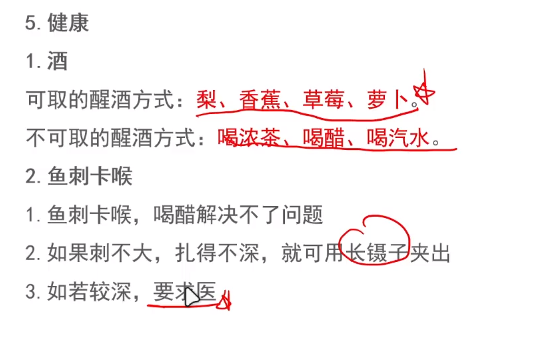 5.健康
1.酒
可取的醒酒方式：梨、香蕉、草莓、萝卜。
不可取的醒酒方式：喝浓茶、喝醋、喝汽水。
2.鱼刺卡喉
1.鱼刺卡喉，喝醋解决不了问题
2.如果刺不大，扎得不深，就可用长镊子夹出
3.如若较深，要求医